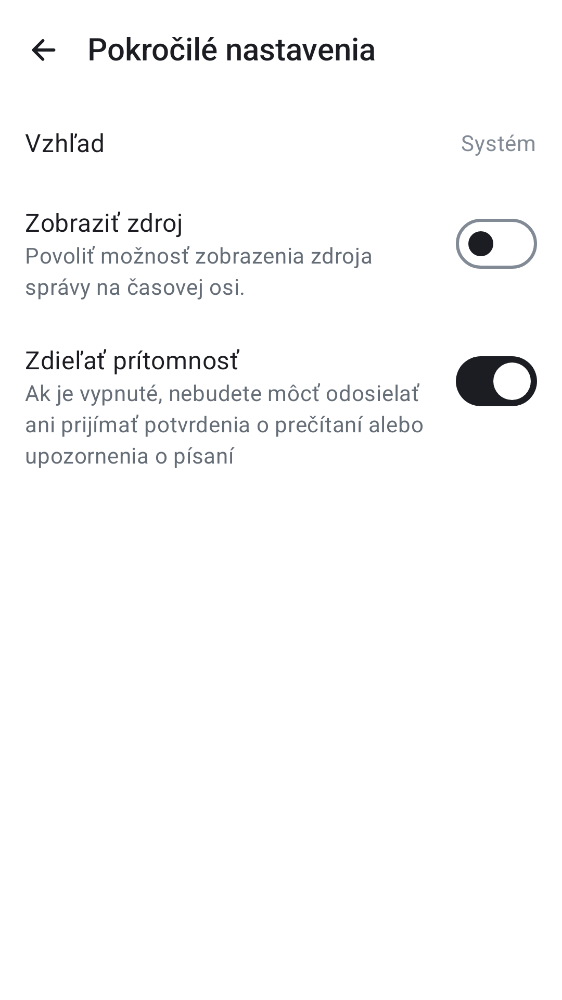 Pokročilé nastavenia
Vzhľad
Systém
Zobraziť zdroj
Povoliť možnosť zobrazenia zdroja
správy na časovej osi.
Zdieľať prítomnosť
Ak je vypnuté, nebudete môcť odosielať
ani prijímať potvrdenia o prečítaní alebo
upozornenia o písaní